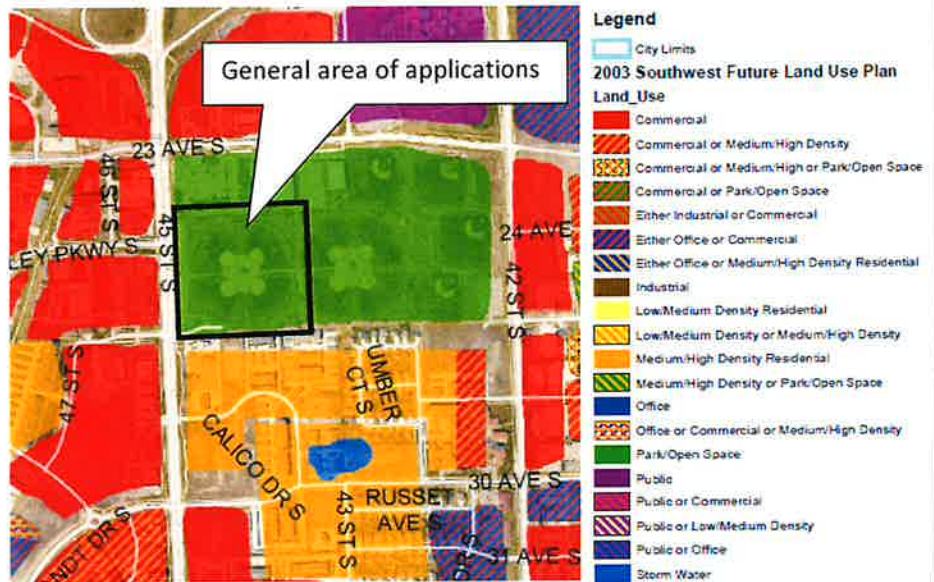 General area of applications
23 AVE S
46 ST S
45 ST S
LEY PKWY S
24 AVE
42 ST S
47 ST S
UMBER
CT S
CALICO DR S
30 AVE S
RUSSET
AVE S
43 ST S
31 AVE S
NDT DR S
DR S
Legend
City Limits
2003 Southwest Future Land Use Plan
Land_Use
Commercial
Commercial or Medium/High Density
Commercial or Medium/High or Park/Open Space
Commercial or Park/Open Space
Either Industrial or Commercial
Either Office or Commercial
Either Office or Medium/High Density Residential
Industrial
Low/Medium Density Residential
Low/Medium Density or Medium/High Density
Medium/High Density Residential
Medium/High Density or Park/Open Space
Office
Office or Commercial or Medium/High Density
Park/Open Space
Public
Public or Commercial
Public or Low/Medium Density
Public or Office
Storm Water